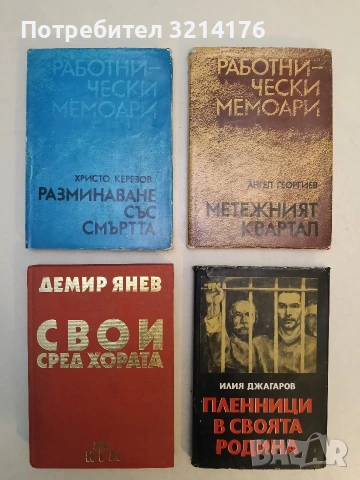 Потребител 3214176
РАБОТНИ-
ЧЕСКИ
МЕМОАРИ
ХРИСТО КЕРЕЗОВ
РАЗМИНАВАНЕ
СЪС
СМЪРТТА
РАБОТНИ-
ЧЕСКИ
МЕМОАРИ
АНГЕЛ ГЕОРГИЕВ
МЕТЕЖНИЯТ
КВАРТАЛ
ДЕМИР ЯНЕВ
СВОИ
СРЕД ХОРАТА
ИЛИЯ ДЖАГАРОВ
ПЛЕННИЦИ
В СВОЯТА
РОДИНА
BAZAR